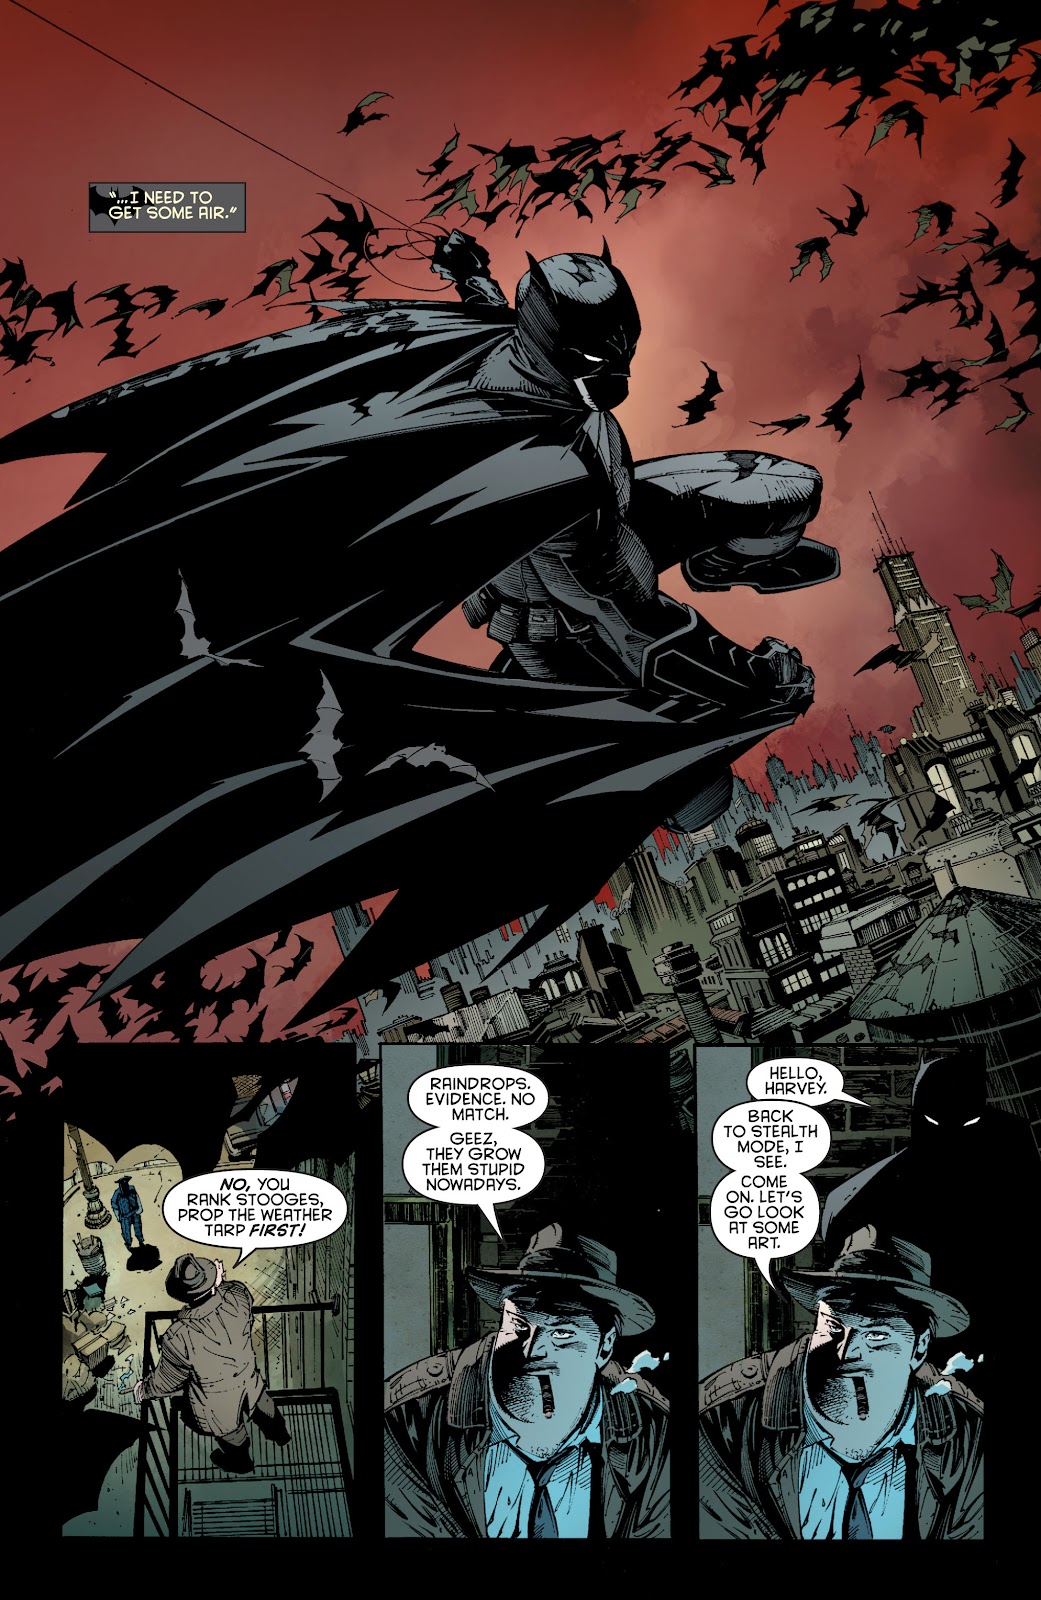 "...I NEED TO
GET SOME AIR."
NO, YOU
RANK STOOGES,
PROP THE WEATHER
TARP FIRST!
RAINDROPS.
EVIDENCE. NO
MATCH.
GEEZ,
THEY GROW
THEM STUPID
NOWADAYS.
HELLO,
HARVEY.
BACK
TO STEALTH
MODE, I
SEE.
COME
ON. LET'S
GO LOOK
AT SOME
ART.